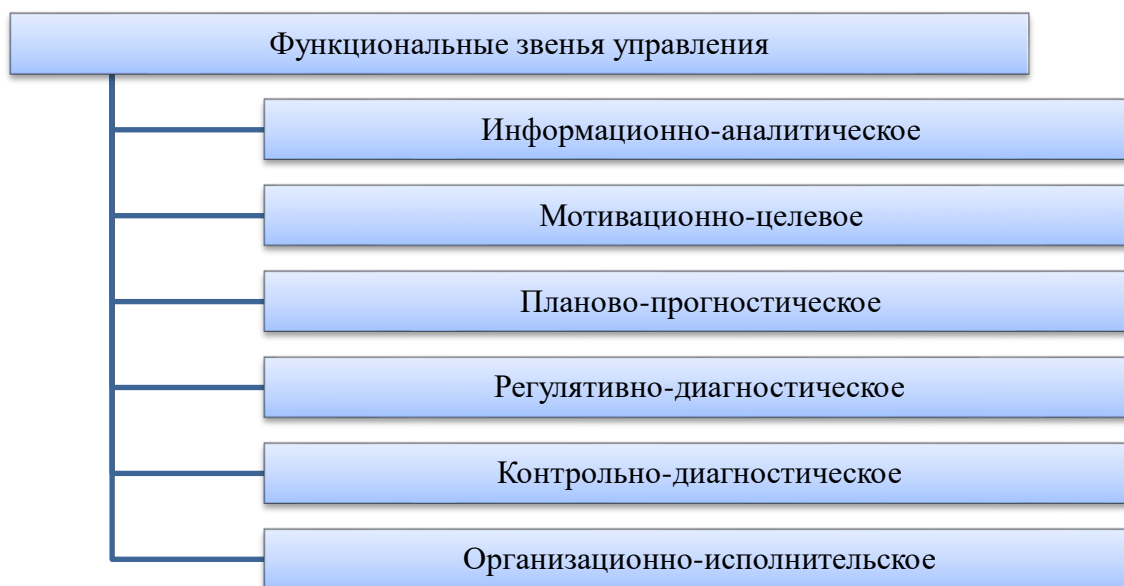 Функциональные звенья управления
Информационно-аналитическое
Мотивационно-целевое
Планово-прогностическое
Регулятивно-диагностическое
Контрольно-диагностическое
Организационно-исполнительское